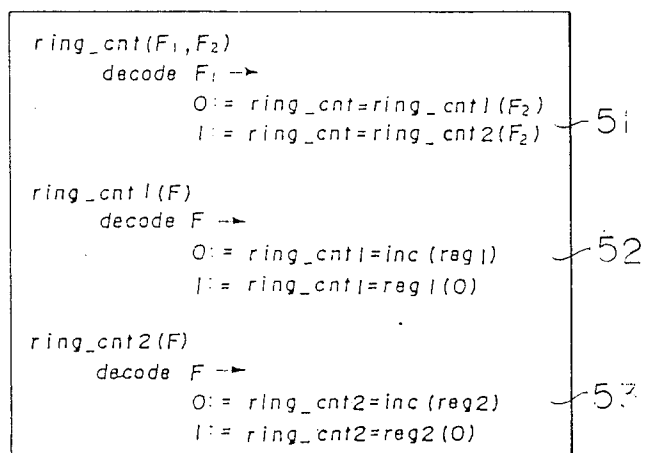 ring_cnt(F₁,F₂)
decode F₁ →
0:= ring_cnt=ring_cnt1(F₂)
1:= ring_cnt=ring_cnt2(F₂)
51
ring_cnt1(F)
decode F →
0:= ring_cnt1=inc(reg1)
52
1:= ring_cnt1=reg1(0)
ring_cnt2(F)
decode F →
0:= ring_cnt2=inc(reg2)
53
1:= ring_cnt2=reg2(0)